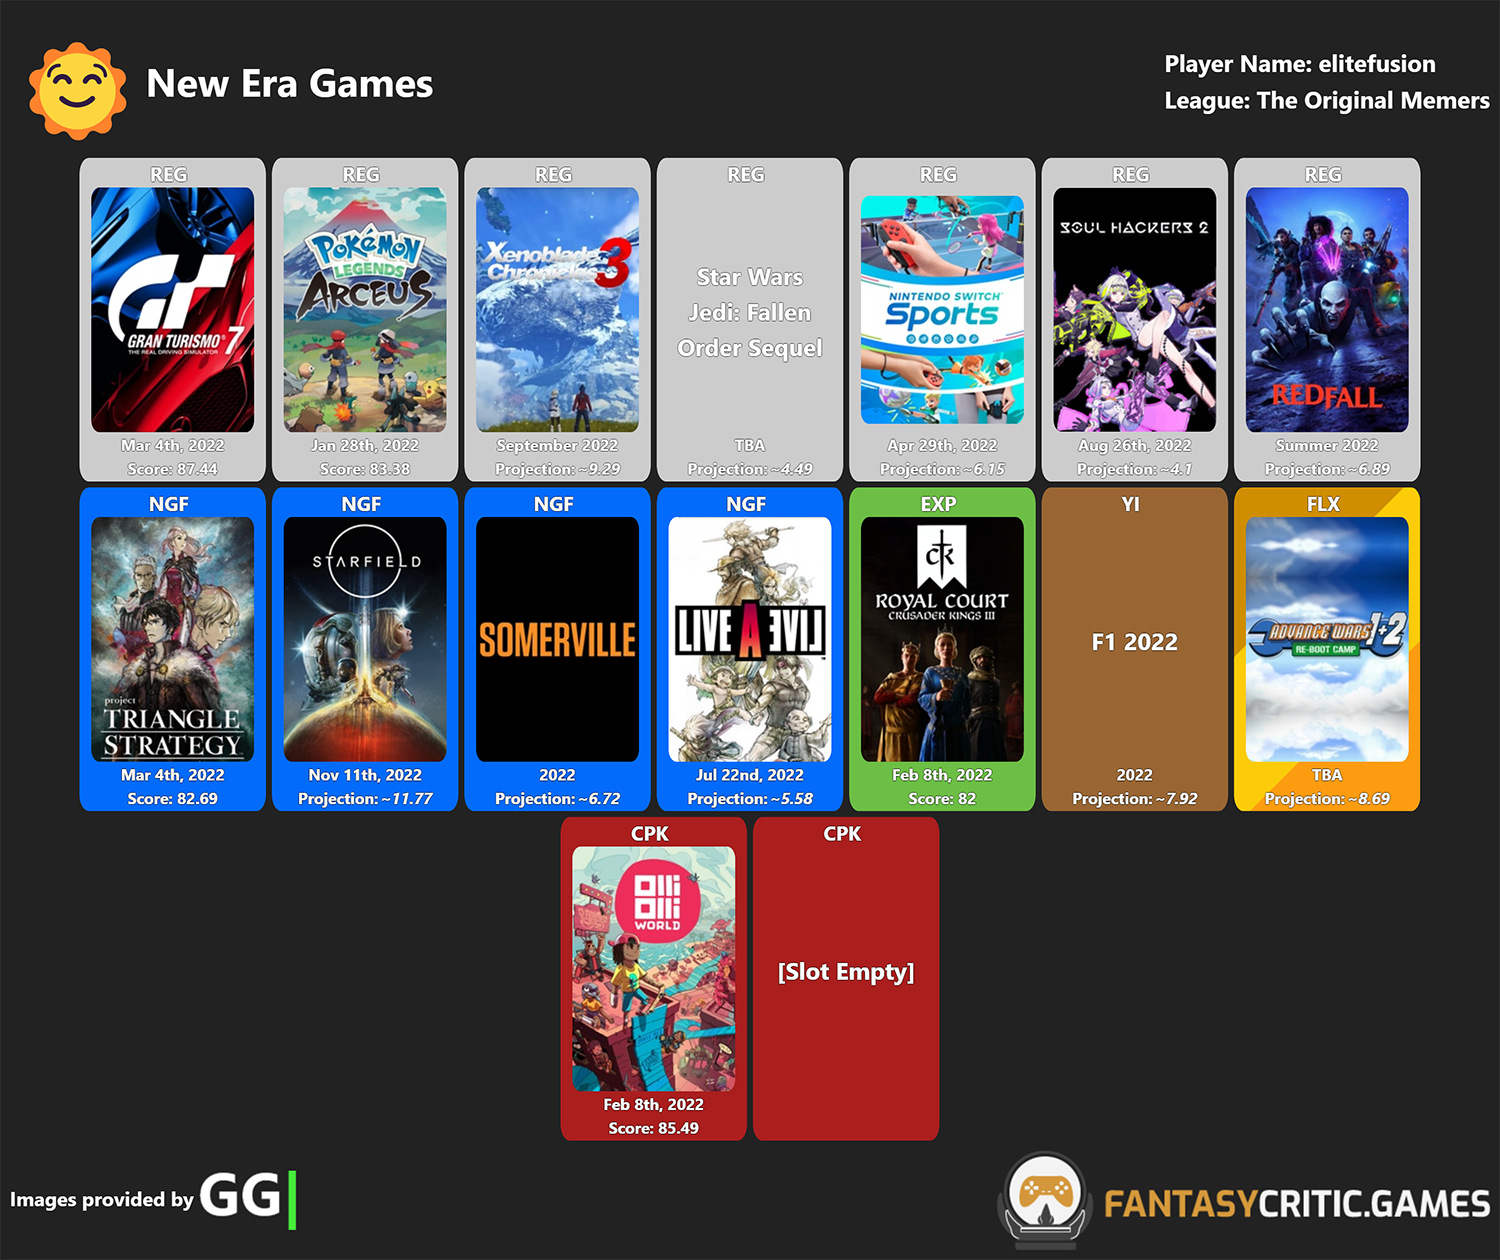 New Era Games
Player Name: elitefusion
League: The Original Memers
REG
GT
GRAN TURISMO 7
THE REAL DRIVING SIMULATOR
Mar 4th, 2022
Score: 87.44
REG
POKÉMON
LEGENDS
ARCEUS
Jan 28th, 2022
Score: 83.38
REG
Xenoblade
Chronicles 3
September 2022
Projection: ~9.29
REG
Star Wars
Jedi: Fallen
Order Sequel
TBA
Projection: ~4.49
REG
NINTENDO SWITCH
Sports
Apr 29th, 2022
Projection: ~6.15
REG
SOUL HACKERS 2
Aug 26th, 2022
Projection: ~4.1
REG
REDFALL
Summer 2022
Projection: ~6.89
NGF
project
TRIANGLE
STRATEGY
Mar 4th, 2022
Score: 82.69
NGF
STARFIELD
Nov 11th, 2022
Projection: ~11.77
NGF
SOMERVILLE
2022
Projection: ~6.72
NGF
LIVE A LIVE
Jul 22nd, 2022
Projection: ~5.58
EXP
ck
ROYAL COURT
CRUSADER KINGS III
Feb 8th, 2022
Score: 82
YI
F1 2022
2022
Projection: ~7.92
FLX
ADVANCE WARS 1+2
RE-BOOT CAMP
TBA
Projection: ~8.69
CPK
Olli
Olli
WORLD
Feb 8th, 2022
Score: 85.49
CPK
[Slot Empty]
Images provided by GG
FANTASYCRITIC.GAMES